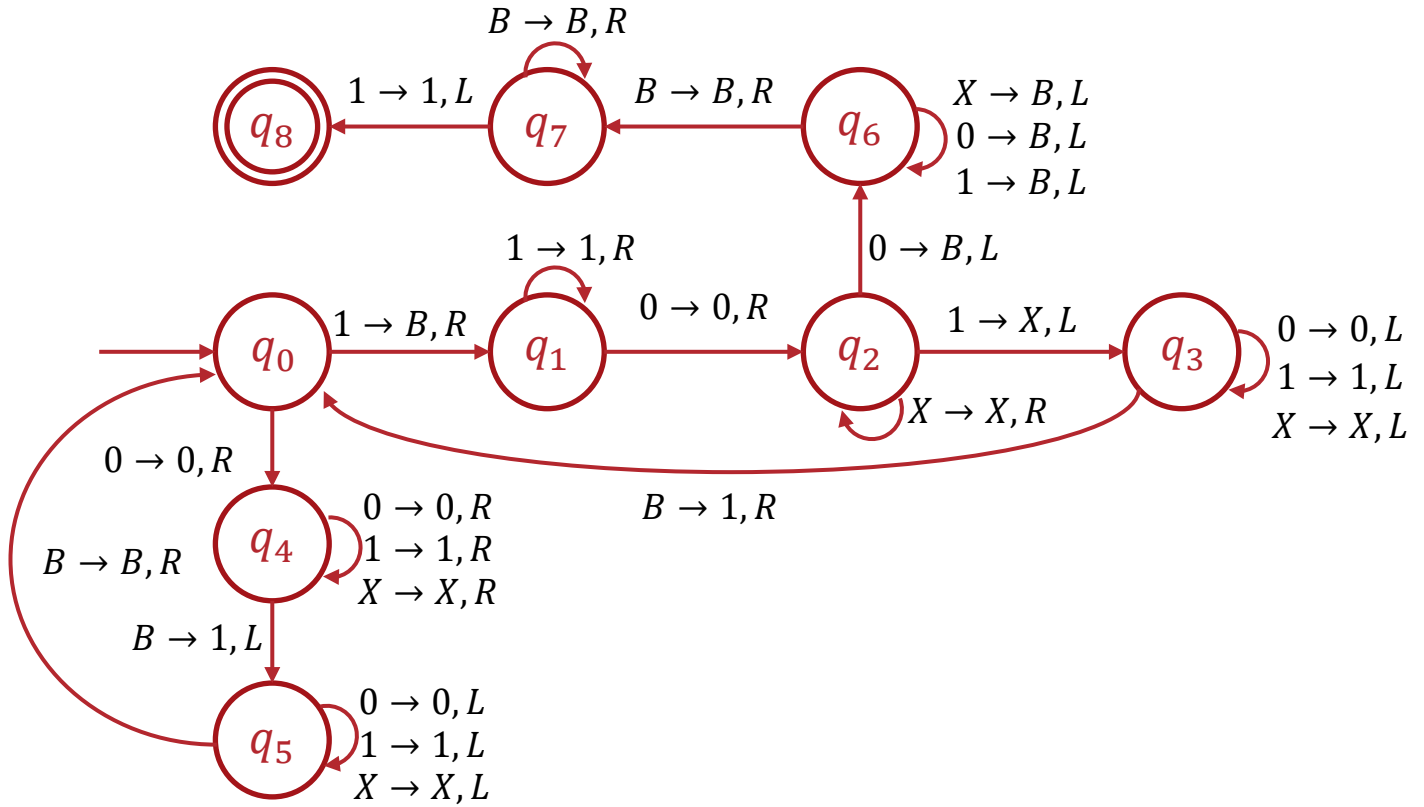 B → B, R
1 → 1, L
B → B, R
X → B, L
0 → B, L
1 → B, L
q8
q7
q6
1 → 1, R
0 → B, L
0 → 0, R
1 → B, R
1 → X, L
q0
q1
q2
q3
0 → 0, L
1 → 1, L
X → X, L
X → X, R
0 → 0, R
B → 1, R
0 → 0, R
1 → 1, R
X → X, R
q4
B → B, R
B → 1, L
q5
0 → 0, L
1 → 1, L
X → X, L